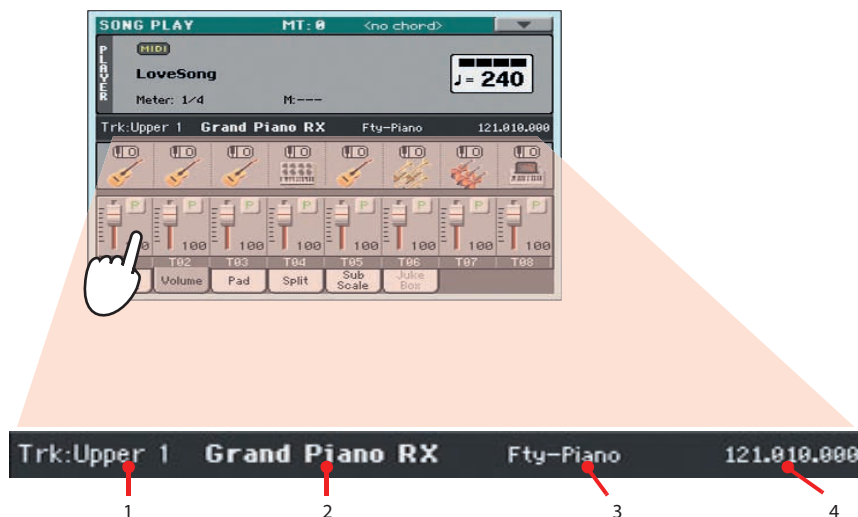 SONG PLAY MT: 0 <no chord>
PLAYER
MIDI
LoveSong
♩= 240
Meter: 1/4 M:---
Trk:Upper 1 Grand Piano RX Fty-Piano 121.010.000
P P P P P P P P
100 100 100 100 100 100 100
T02 T03 T04 T05 T06 T07 T08
Volume Pad Split Sub Scale Juke Box
Trk:Upper 1 Grand Piano RX Fty-Piano 121.010.000
1 2 3 4